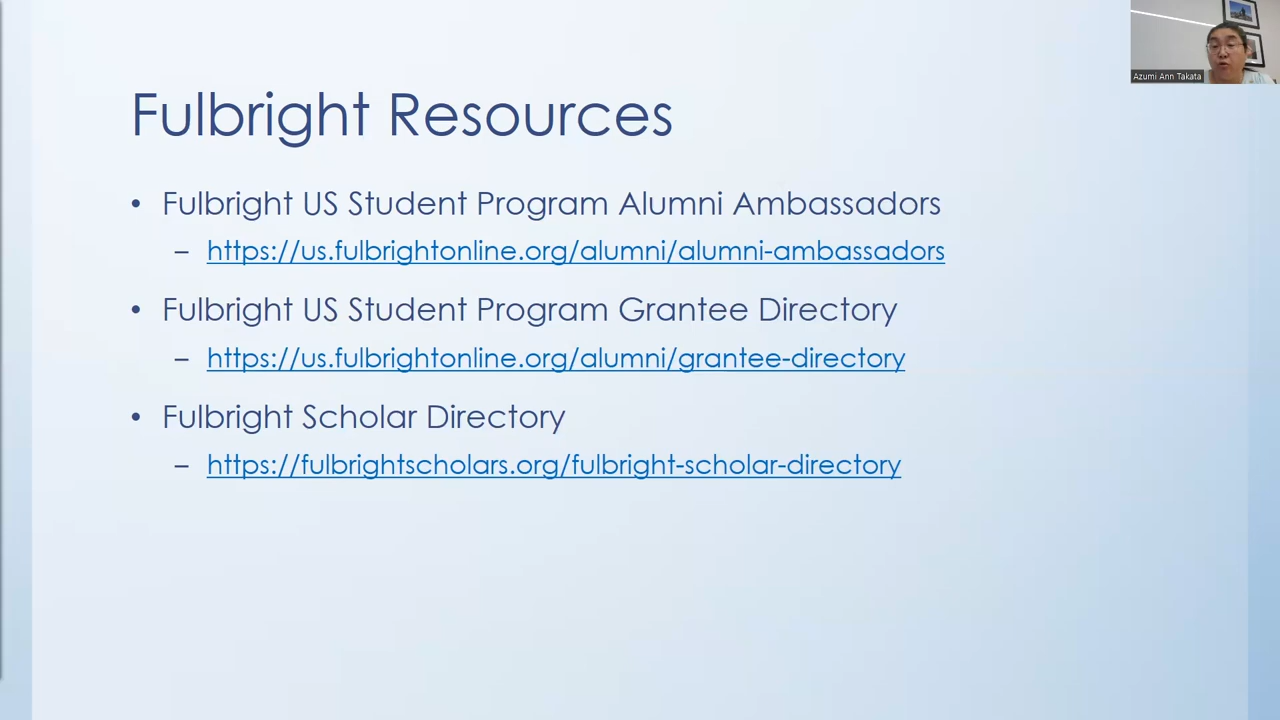 Azumi Ann Takata
Fulbright Resources
• Fulbright US Student Program Alumni Ambassadors
– https://us.fulbrightonline.org/alumni/alumni-ambassadors
• Fulbright US Student Program Grantee Directory
– https://us.fulbrightonline.org/alumni/grantee-directory
• Fulbright Scholar Directory
– https://fulbrightscholars.org/fulbright-scholar-directory